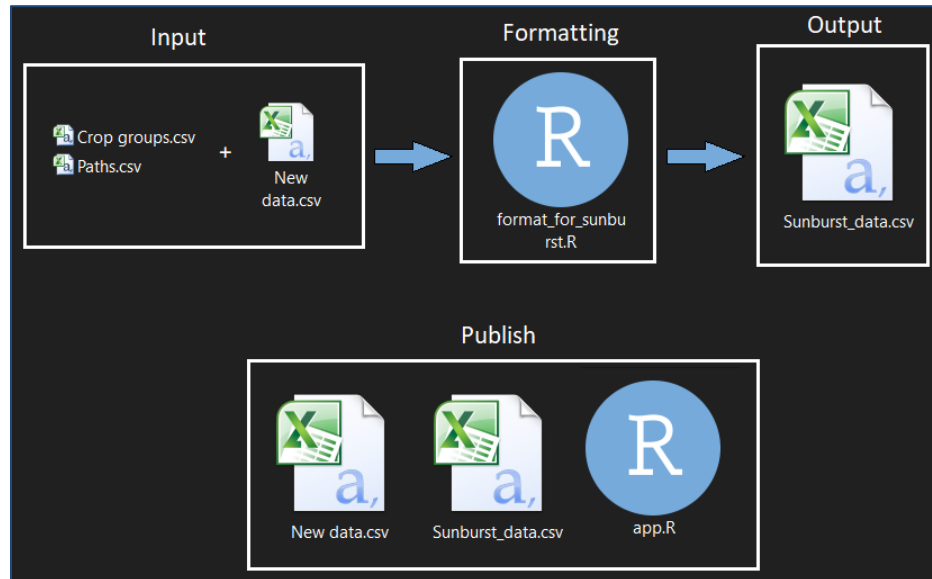 Input
Formatting
Output
Crop groups.csv
Paths.csv
+
a,
New
data.csv
R
format_for_sunbu
rst.R
a,
Sunburst_data.csv
Publish
a,
New data.csv
a,
Sunburst_data.csv
R
app.R